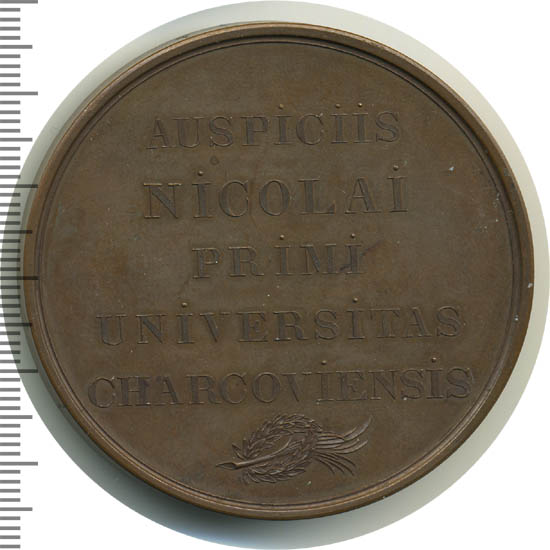 AUSPICIIS
NICOLAI
PRIMI
UNIVERSITAS
CHARCOVIENSIS